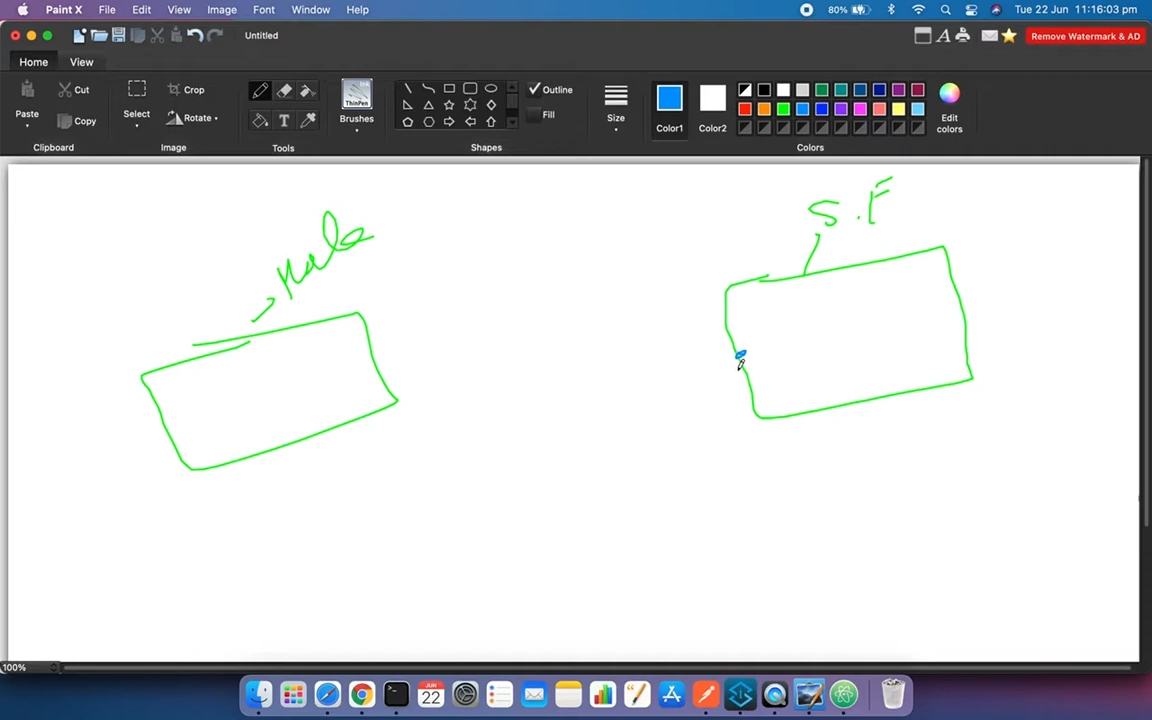 Paint X File Edit View Image Font Window Help 80% Tue 22 Jun 11:16:03 pm
Untitled Remove Watermark & AD
Home View
Paste Cut Copy Select Crop Rotate Brushes ThinPen Outline Fill Size Color1 Color2 Edit colors
Clipboard Image Tools Shapes Colors
S.F
100%
JUN 22